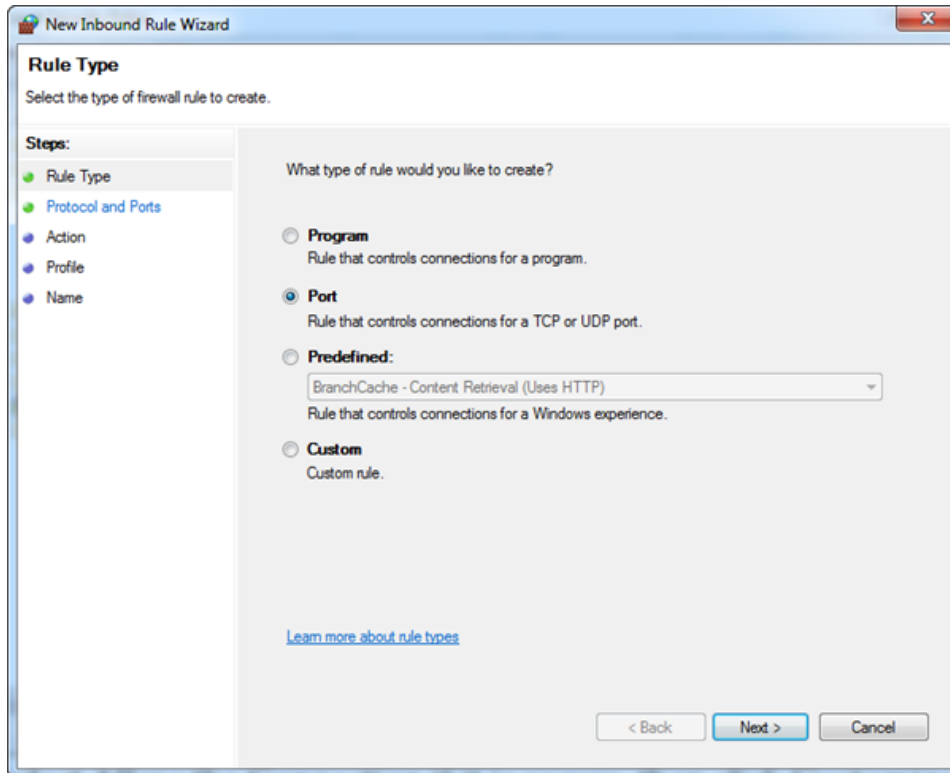 New Inbound Rule Wizard
Rule Type
Select the type of firewall rule to create.
Steps:
Rule Type
Protocol and Ports
Action
Profile
Name
What type of rule would you like to create?
Program
Rule that controls connections for a program.
Port
Rule that controls connections for a TCP or UDP port.
Predefined:
BranchCache - Content Retrieval (Uses HTTP)
Rule that controls connections for a Windows experience.
Custom
Custom rule.
Learn more about rule types
< Back Next > Cancel